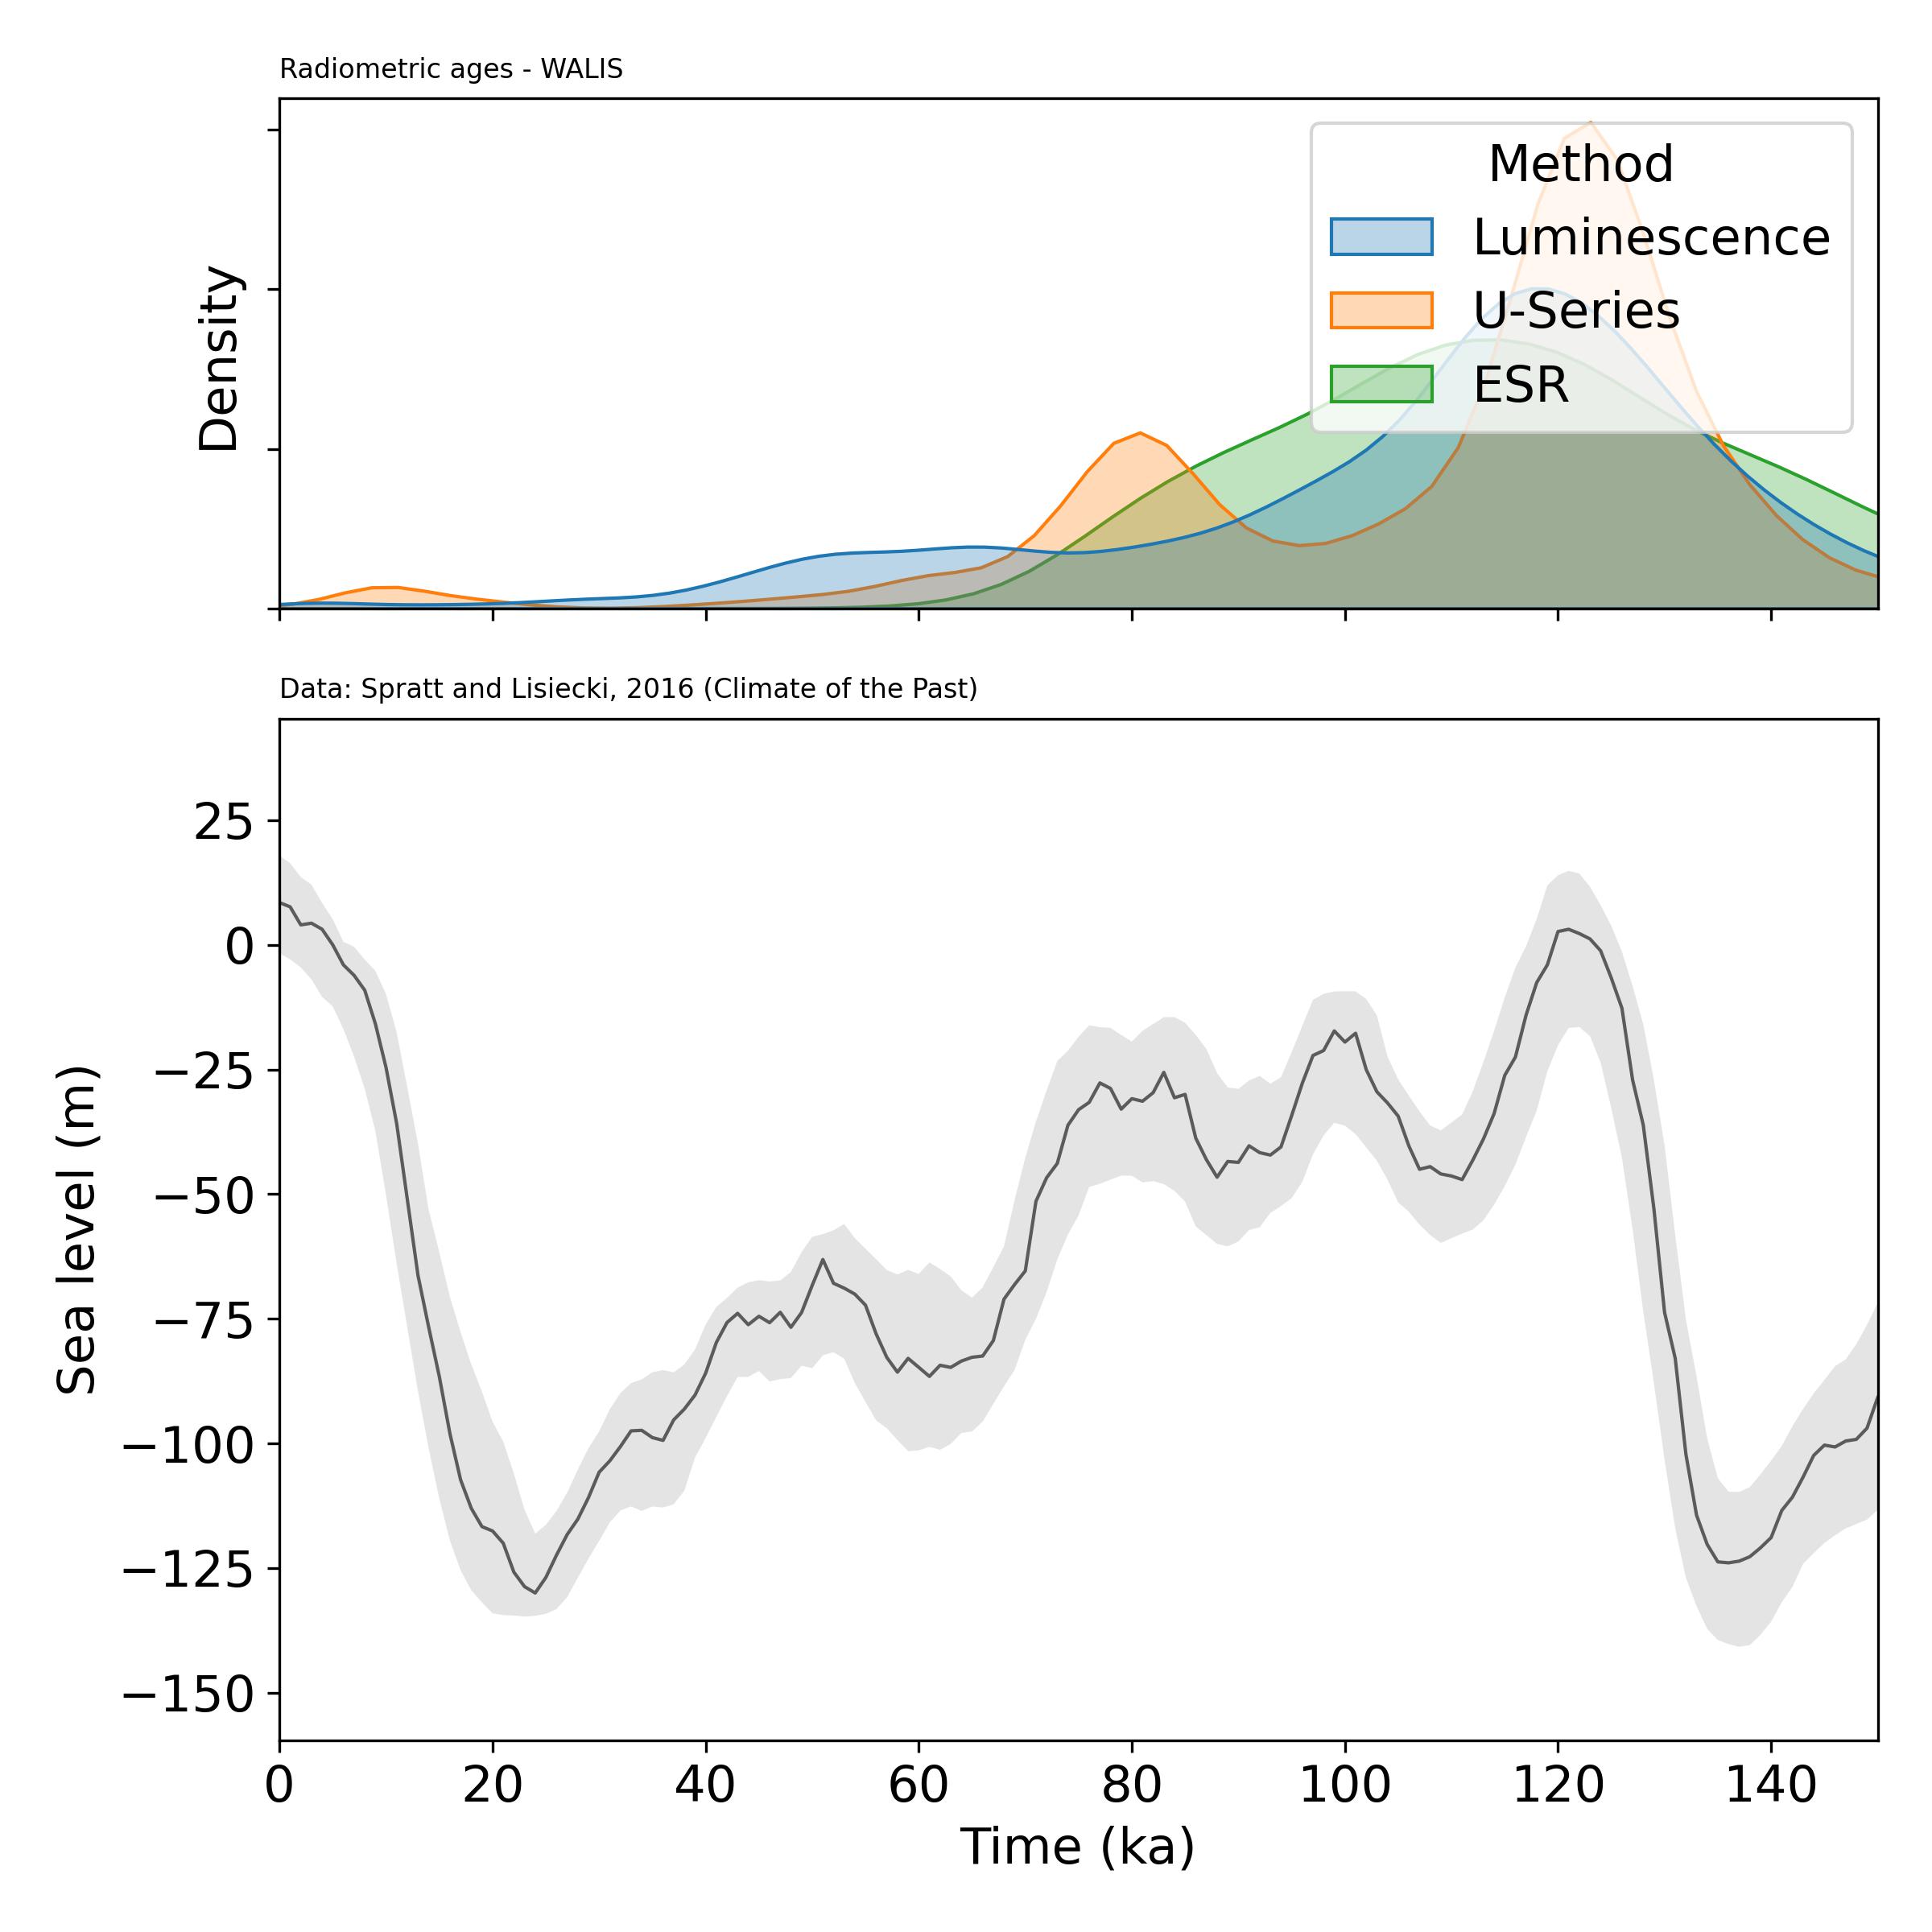 Radiometric ages - WALIS
Density
Method
Luminescence
U-Series
ESR
Data: Spratt and Lisiecki, 2016 (Climate of the Past)
Sea level (m)
25
0
−25
−50
−75
−100
−125
−150
0 20 40 60 80 100 120 140
Time (ka)